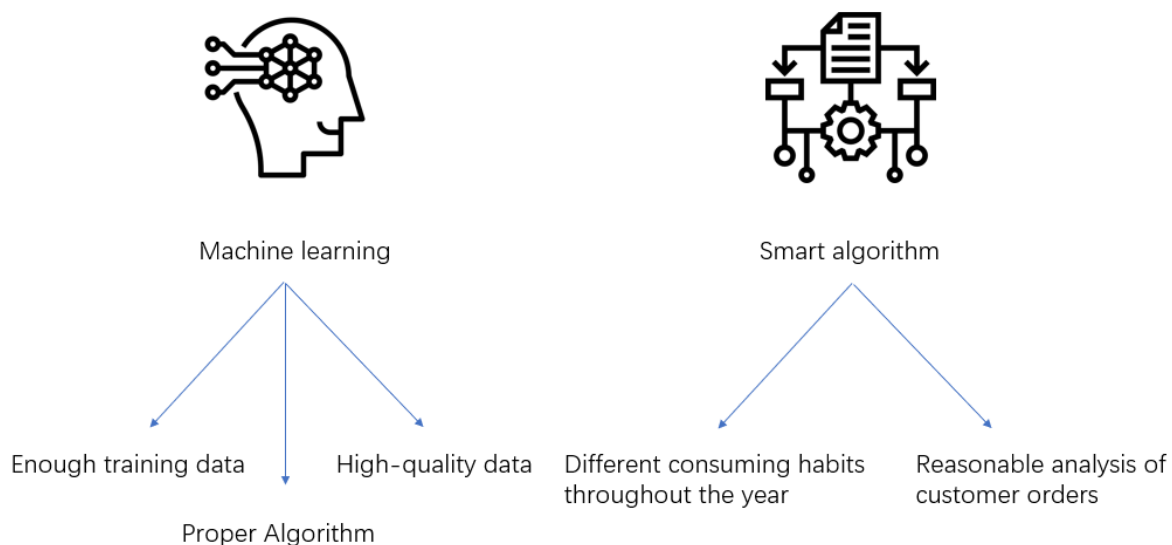 Machine learning
Smart algorithm
Enough training data
High-quality data
Proper Algorithm
Different consuming habits
throughout the year
Reasonable analysis of
customer orders